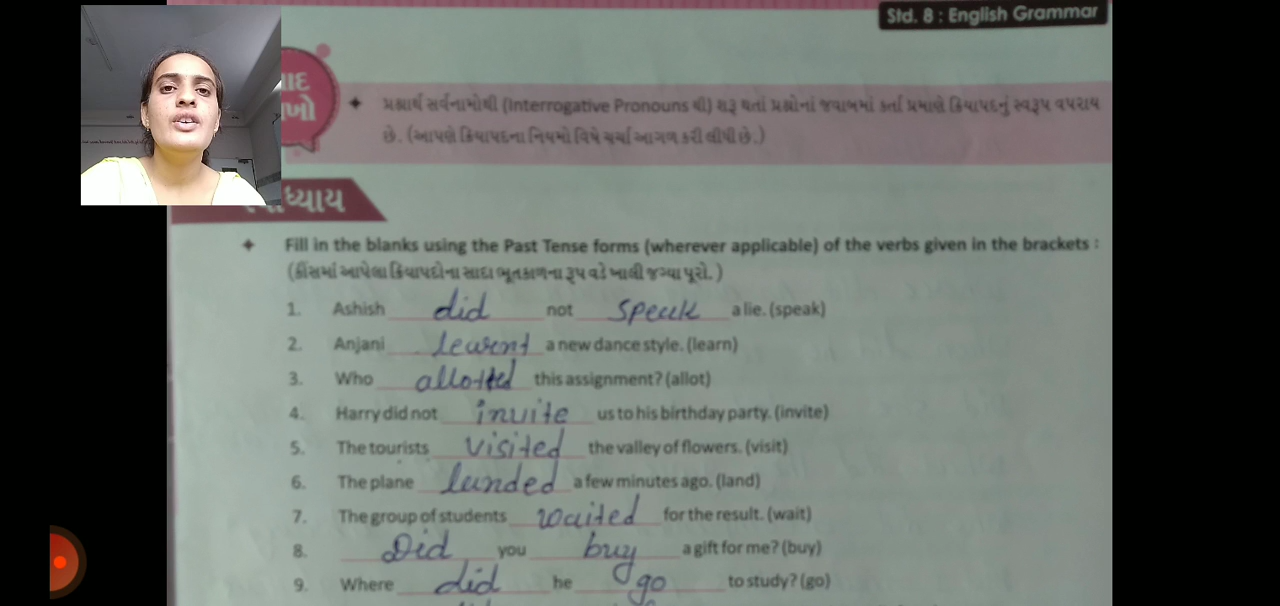 Std. 8 : English Grammar
પ્રશ્નાર્થ સર્વનામોથી (Interrogative Pronouns થી) શરૂ થતાં પ્રશ્નોનાં જવાબમાં કર્તા પ્રમાણે ક્રિયાપદનું સ્વરૂપ વપરાય
છે. (આપણે ક્રિયાપદના નિયમો વિષે ચર્ચા આગળ કરી લીધી છે.)
Fill in the blanks using the Past Tense forms (wherever applicable) of the verbs given in the brackets :
(કૌંસમાં આપેલા ક્રિયાપદોના સાદા ભૂતકાળના રૂપ વડે ખાલી જગ્યા પૂરો.)
1. Ashish did not speak a lie. (speak)
2. Anjani learnt a new dance style. (learn)
3. Who allotted this assignment? (allot)
4. Harry did not invite us to his birthday party. (invite)
5. The tourists visited the valley of flowers. (visit)
6. The plane landed a few minutes ago. (land)
7. The group of students waited for the result. (wait)
8. Did you buy a gift for me? (buy)
9. Where did he go to study? (go)